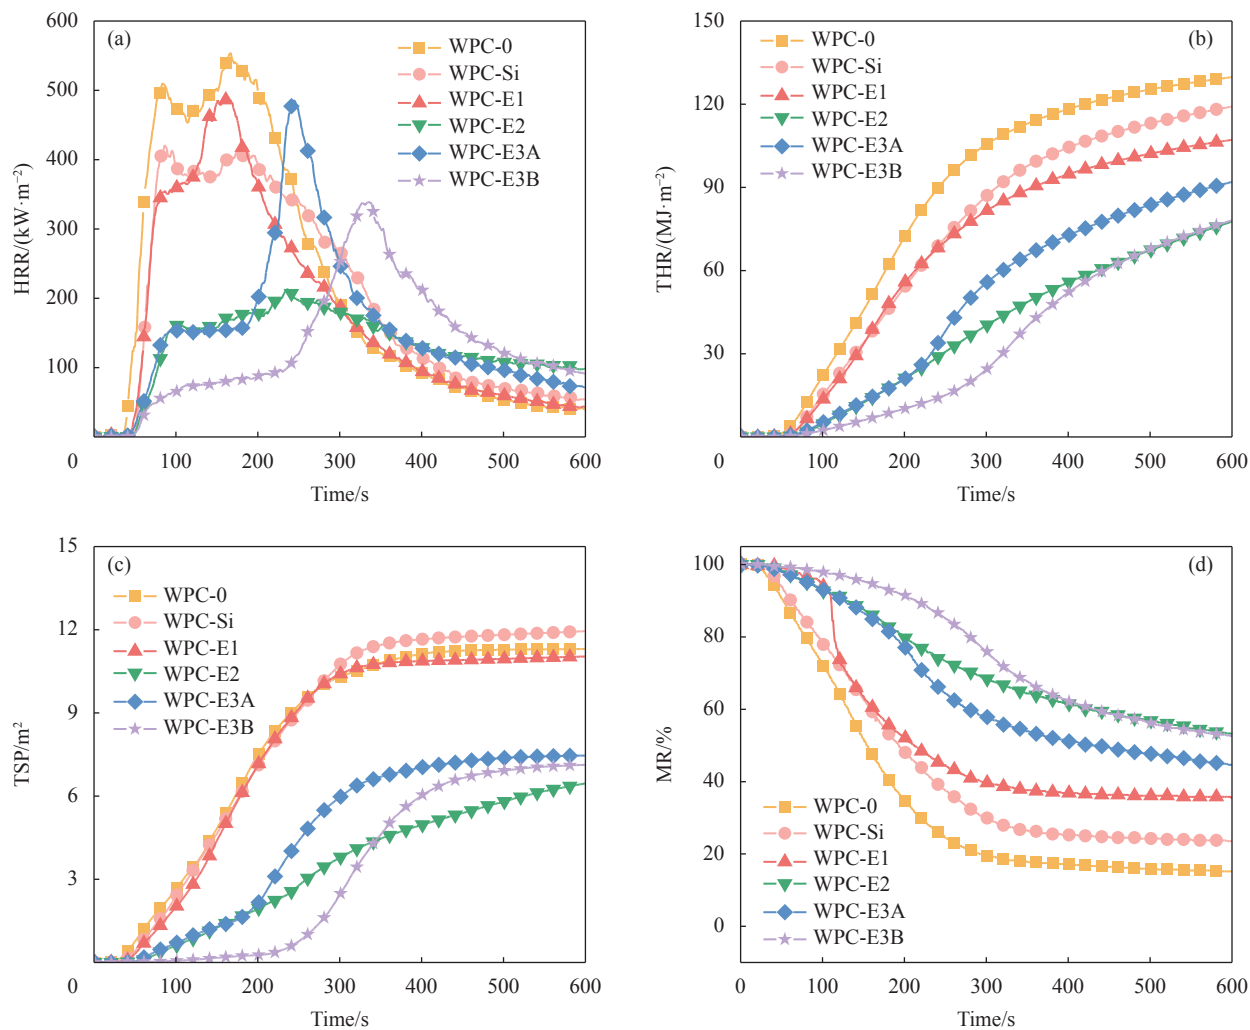 (a)
HRR/(kW·m⁻²)
600
500
400
300
200
100
0
100
200
300
400
500
600
Time/s
WPC-0
WPC-Si
WPC-E1
WPC-E2
WPC-E3A
WPC-E3B
(b)
THR/(MJ·m⁻²)
150
120
90
60
30
0
100
200
300
400
500
600
Time/s
WPC-0
WPC-Si
WPC-E1
WPC-E2
WPC-E3A
WPC-E3B
(c)
TSP/m²
15
12
9
6
3
0
100
200
300
400
500
600
Time/s
WPC-0
WPC-Si
WPC-E1
WPC-E2
WPC-E3A
WPC-E3B
(d)
MR/%
100
80
60
40
20
0
0
100
200
300
400
500
600
Time/s
WPC-0
WPC-Si
WPC-E1
WPC-E2
WPC-E3A
WPC-E3B